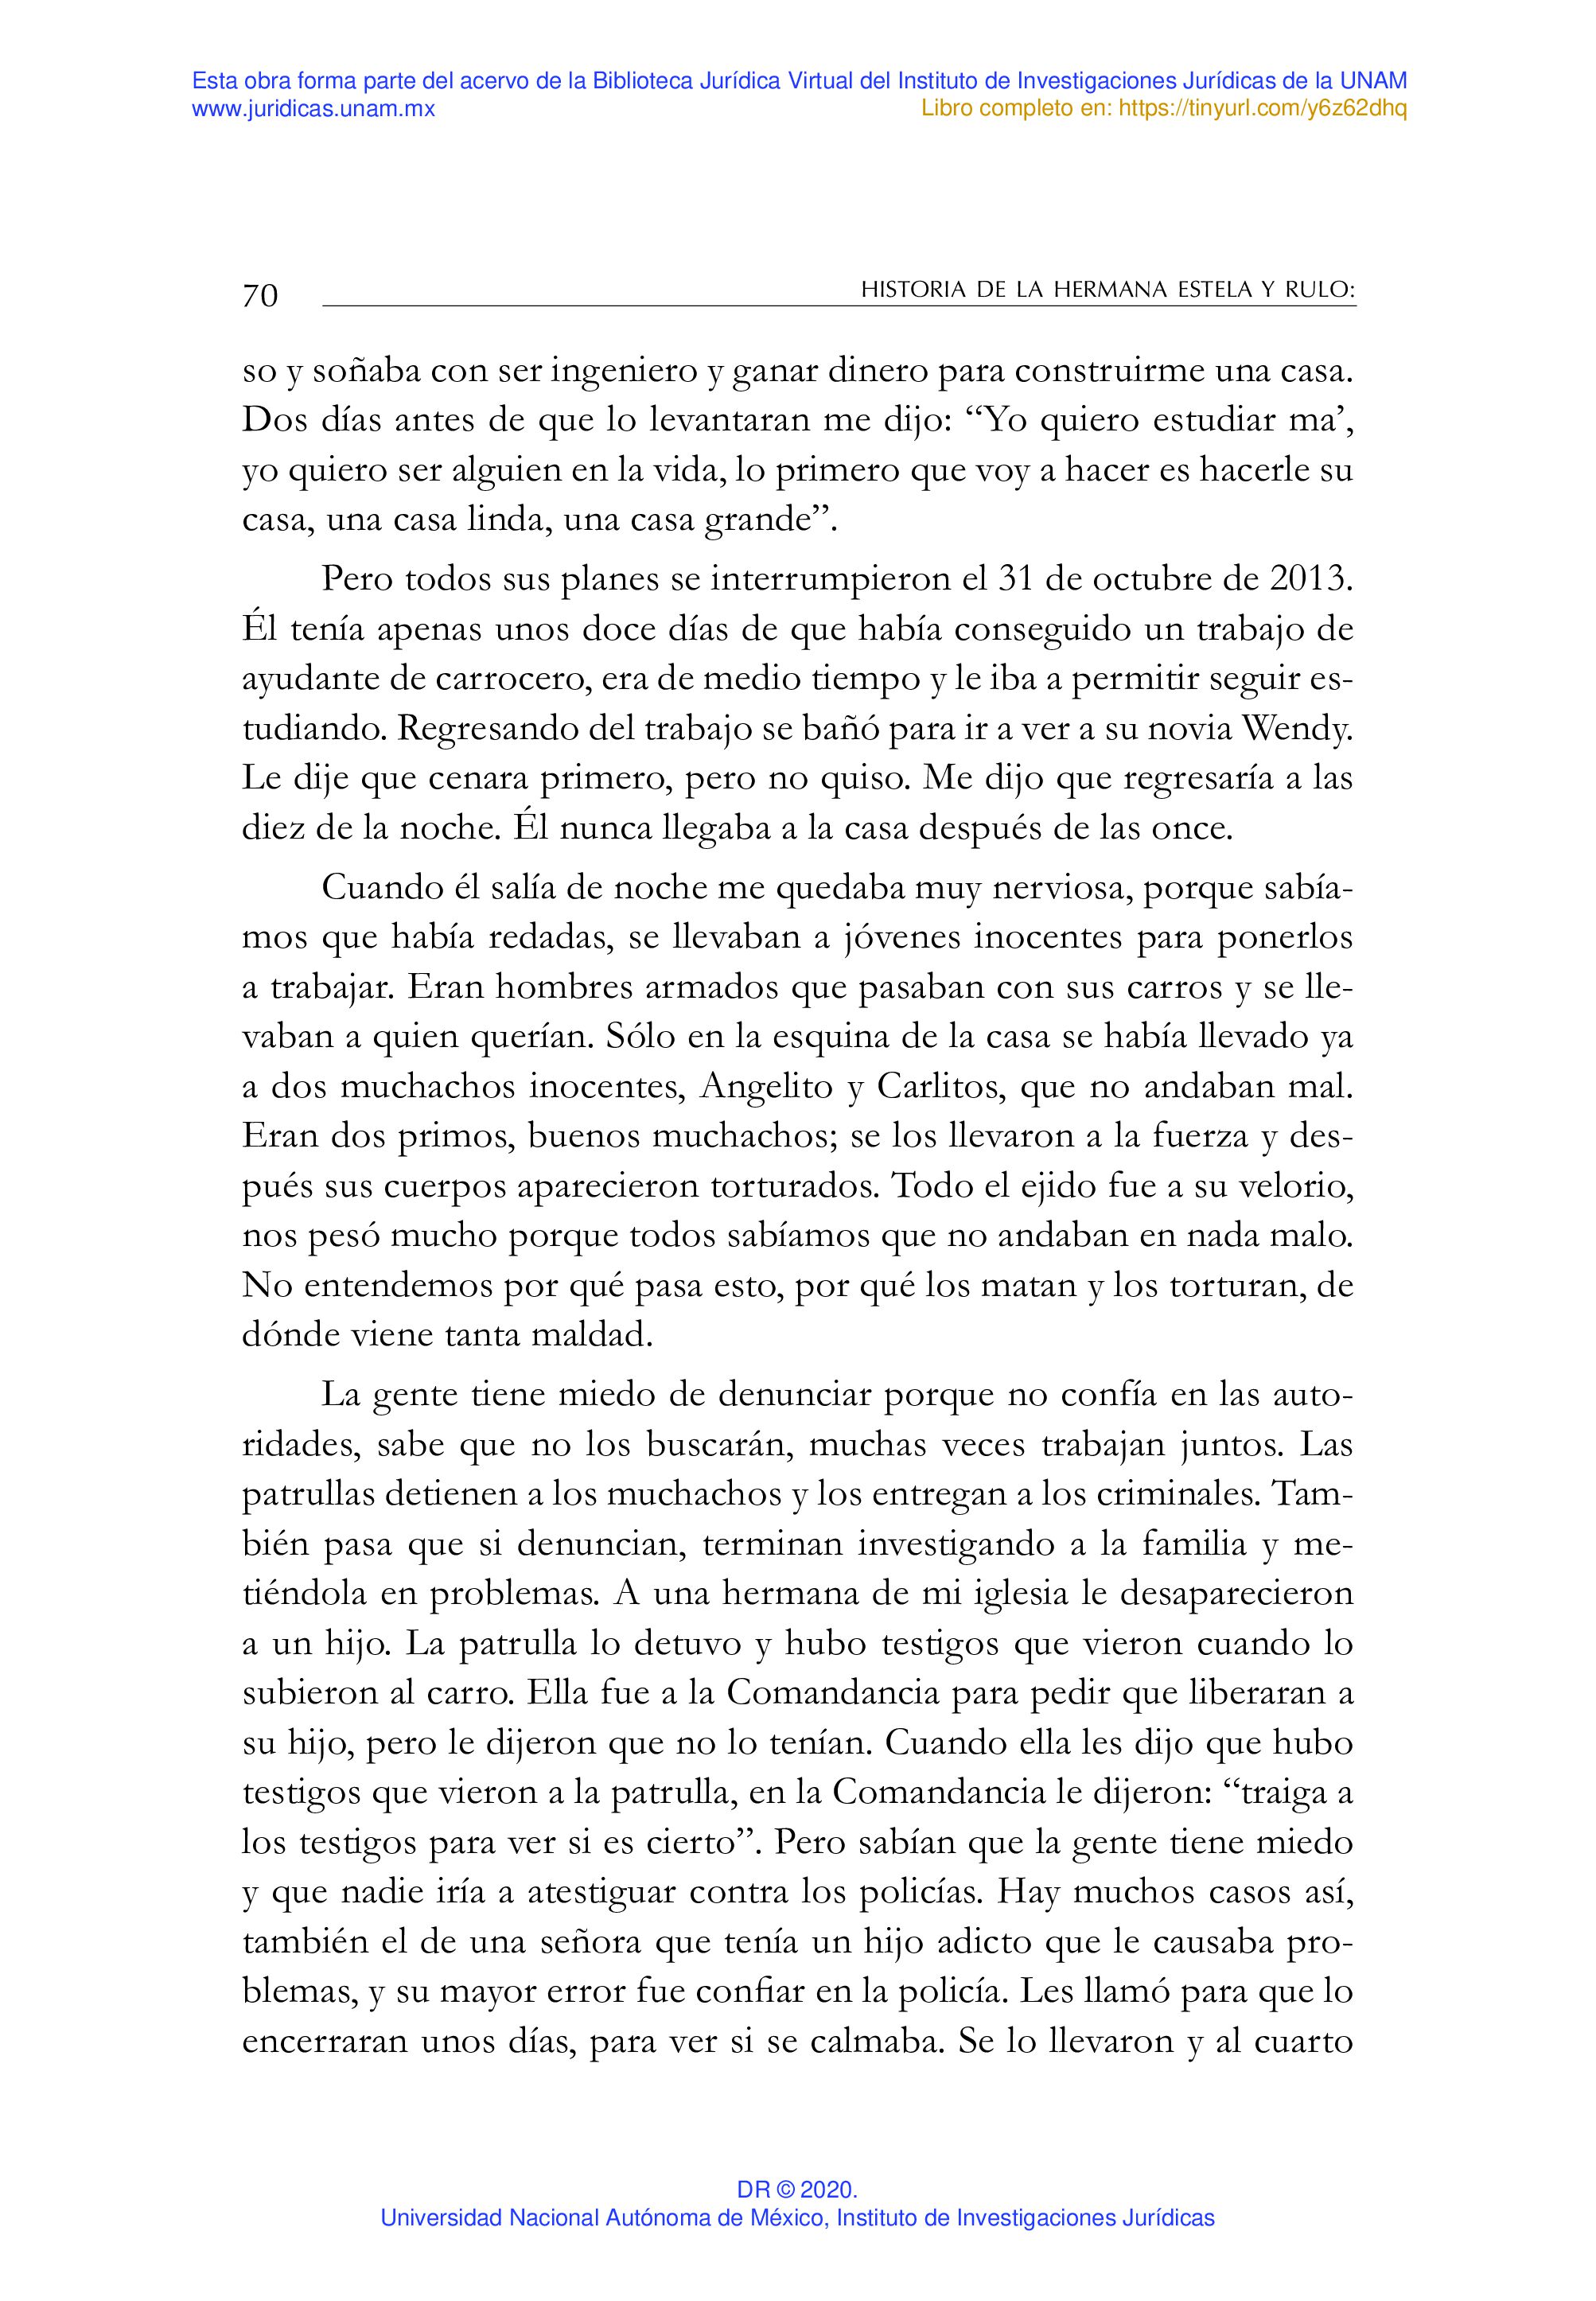 Esta obra forma parte del acervo de la Biblioteca Jurídica Virtual del Instituto de Investigaciones Jurídicas de la UNAM
www.juridicas.unam.mx Libro completo en: https://tinyurl.com/y6z62dhq
70 HISTORIA DE LA HERMANA ESTELA Y RULO:
so y soñaba con ser ingeniero y ganar dinero para construirme una casa.
Dos días antes de que lo levantaran me dijo: “Yo quiero estudiar ma’,
yo quiero ser alguien en la vida, lo primero que voy a hacer es hacerle su
casa, una casa linda, una casa grande”.
Pero todos sus planes se interrumpieron el 31 de octubre de 2013.
Él tenía apenas unos doce días de que había conseguido un trabajo de
ayudante de carrocero, era de medio tiempo y le iba a permitir seguir es-
tudiando. Regresando del trabajo se bañó para ir a ver a su novia Wendy.
Le dije que cenara primero, pero no quiso. Me dijo que regresaría a las
diez de la noche. Él nunca llegaba a la casa después de las once.
Cuando él salía de noche me quedaba muy nerviosa, porque sabía-
mos que había redadas, se llevaban a jóvenes inocentes para ponerlos
a trabajar. Eran hombres armados que pasaban con sus carros y se lle-
vaban a quien querían. Sólo en la esquina de la casa se había llevado ya
a dos muchachos inocentes, Angelito y Carlitos, que no andaban mal.
Eran dos primos, buenos muchachos; se los llevaron a la fuerza y des-
pués sus cuerpos aparecieron torturados. Todo el ejido fue a su velorio,
nos pesó mucho porque todos sabíamos que no andaban en nada malo.
No entendemos por qué pasa esto, por qué los matan y los torturan, de
dónde viene tanta maldad.
La gente tiene miedo de denunciar porque no confía en las auto-
ridades, sabe que no los buscarán, muchas veces trabajan juntos. Las
patrullas detienen a los muchachos y los entregan a los criminales. Tam-
bién pasa que si denuncian, terminan investigando a la familia y me-
tiéndola en problemas. A una hermana de mi iglesia le desaparecieron
a un hijo. La patrulla lo detuvo y hubo testigos que vieron cuando lo
subieron al carro. Ella fue a la Comandancia para pedir que liberaran a
su hijo, pero le dijeron que no lo tenían. Cuando ella les dijo que hubo
testigos que vieron a la patrulla, en la Comandancia le dijeron: “traiga a
los testigos para ver si es cierto”. Pero sabían que la gente tiene miedo
y que nadie iría a atestiguar contra los policías. Hay muchos casos así,
también el de una señora que tenía un hijo adicto que le causaba pro-
blemas, y su mayor error fue confiar en la policía. Les llamó para que lo
encerraran unos días, para ver si se calmaba. Se lo llevaron y al cuarto
DR © 2020.
Universidad Nacional Autónoma de México, Instituto de Investigaciones Jurídicas